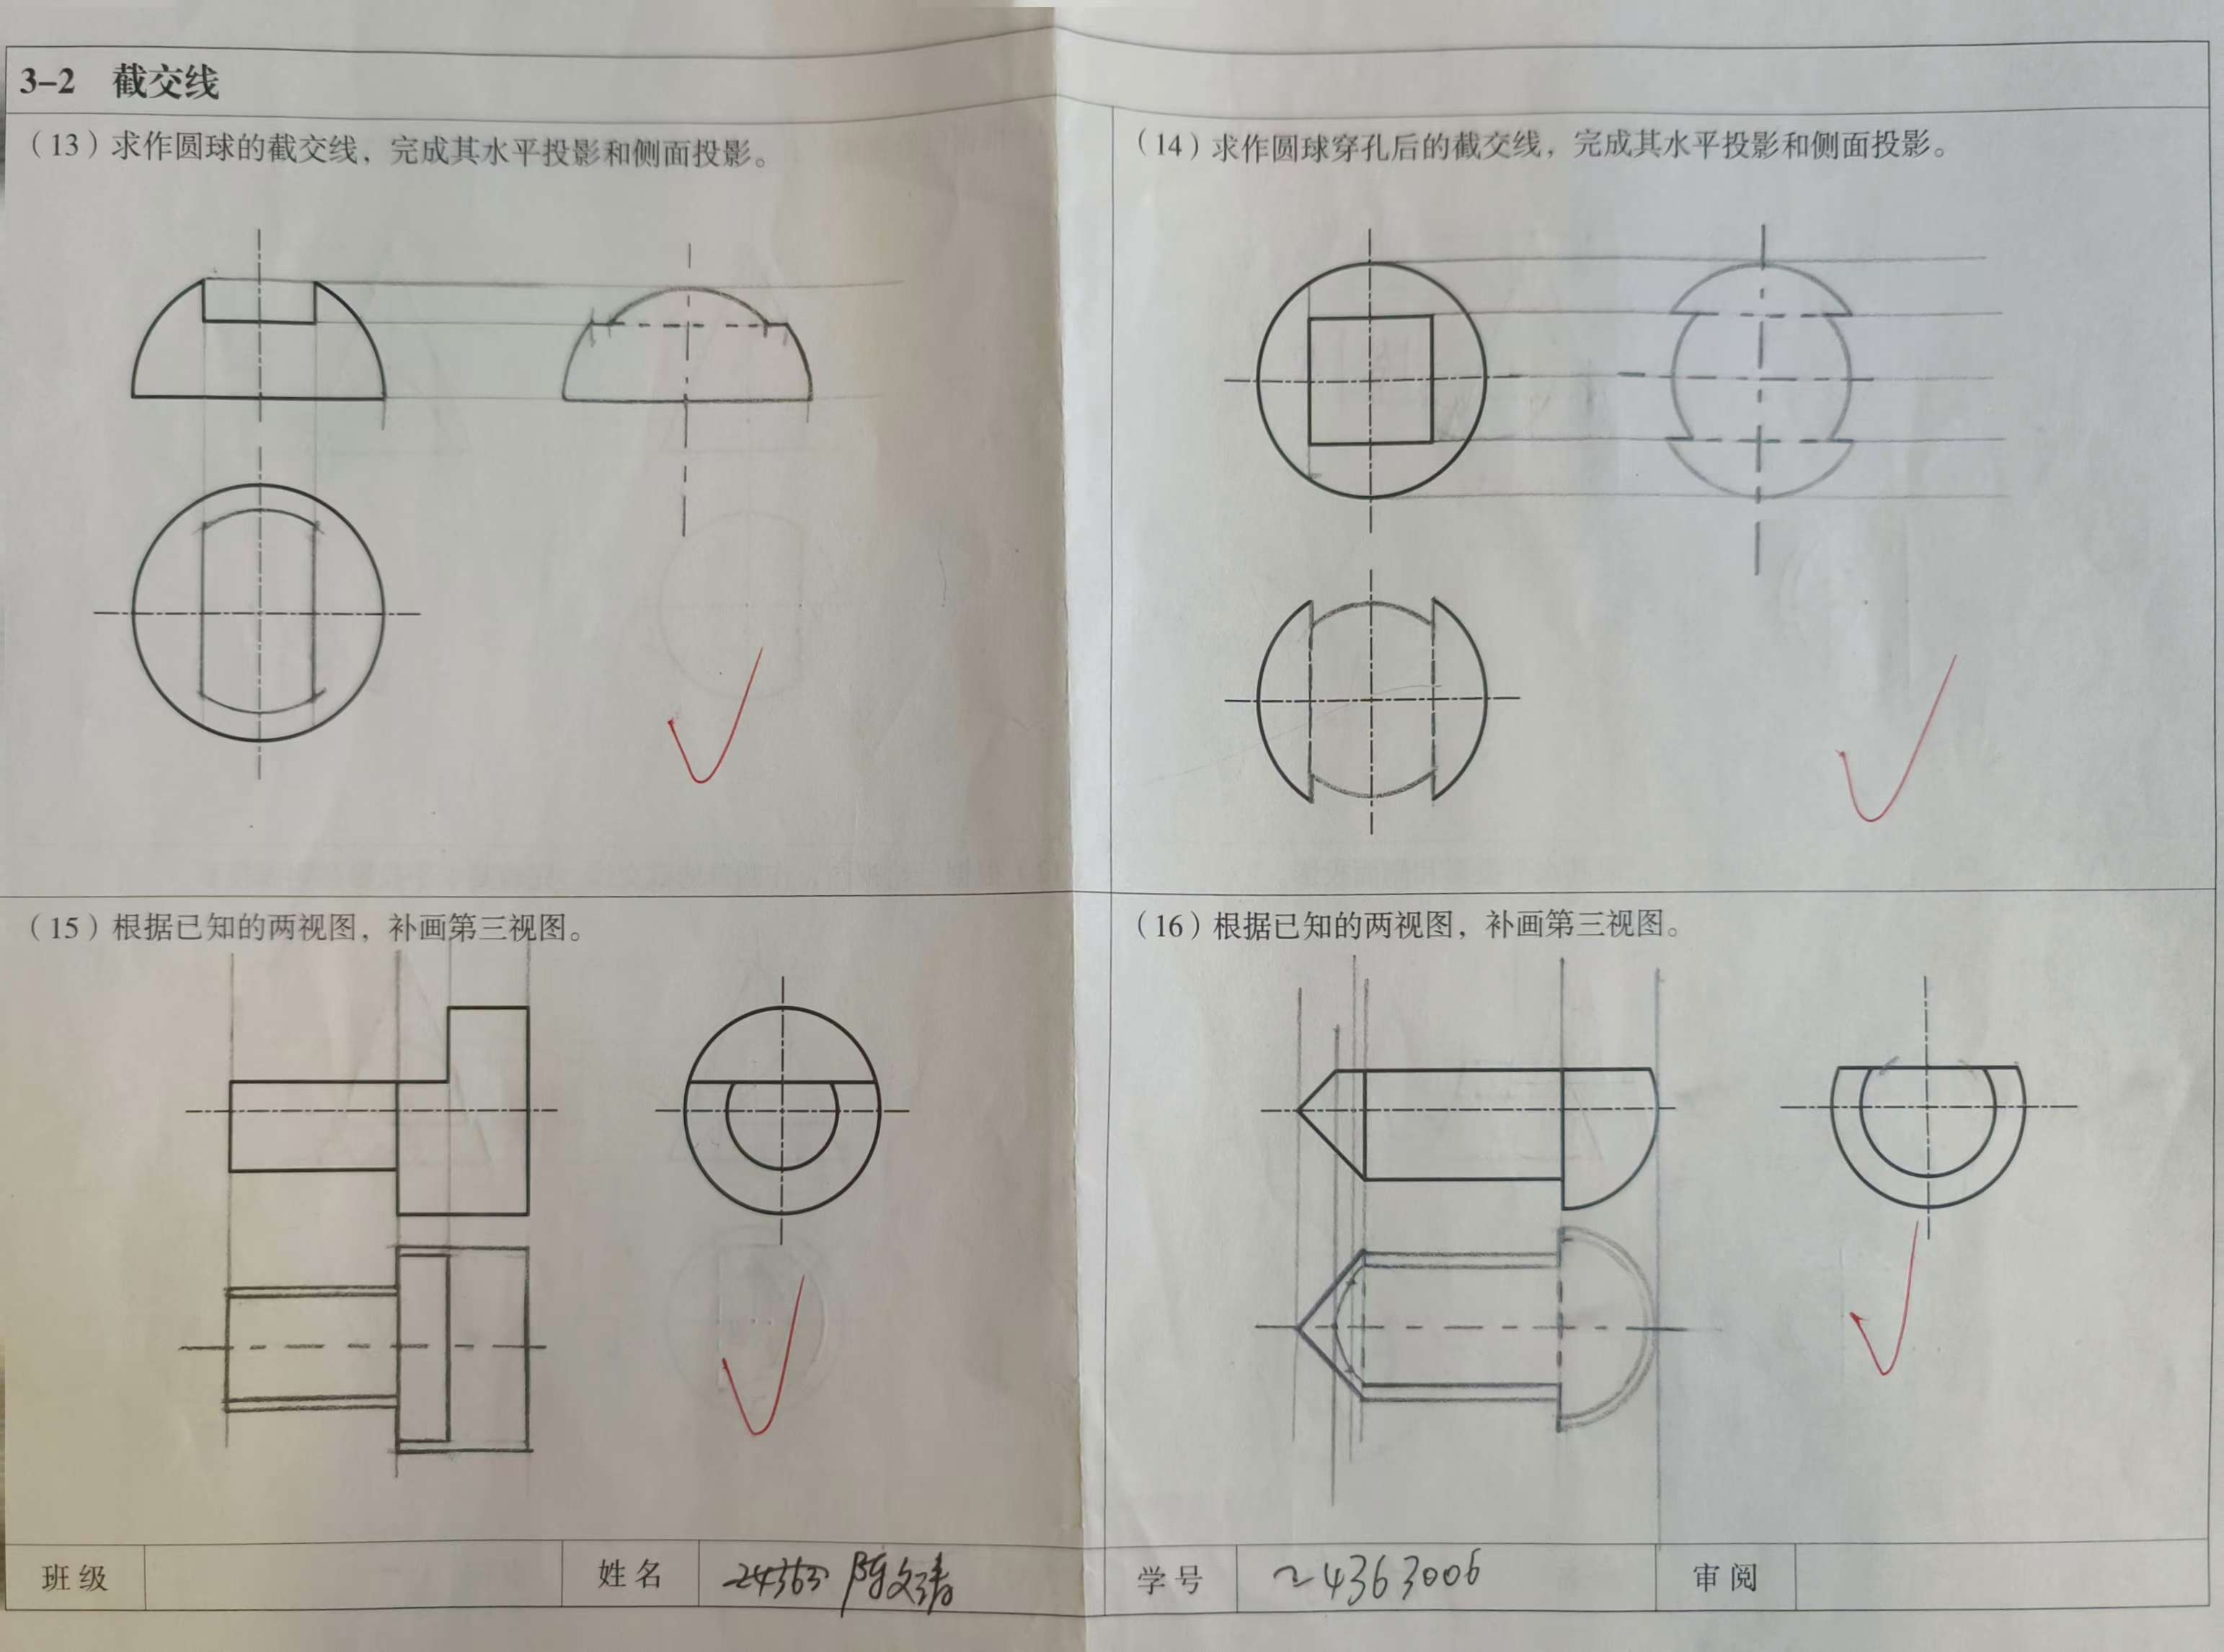 3-2 截交线
（13）求作圆球的截交线，完成其水平投影和侧面投影。
（14）求作圆球穿孔后的截交线，完成其水平投影和侧面投影。
（15）根据已知的两视图，补画第三视图。
（16）根据已知的两视图，补画第三视图。
班级 姓名 陈文涛 学号 24363006 审阅